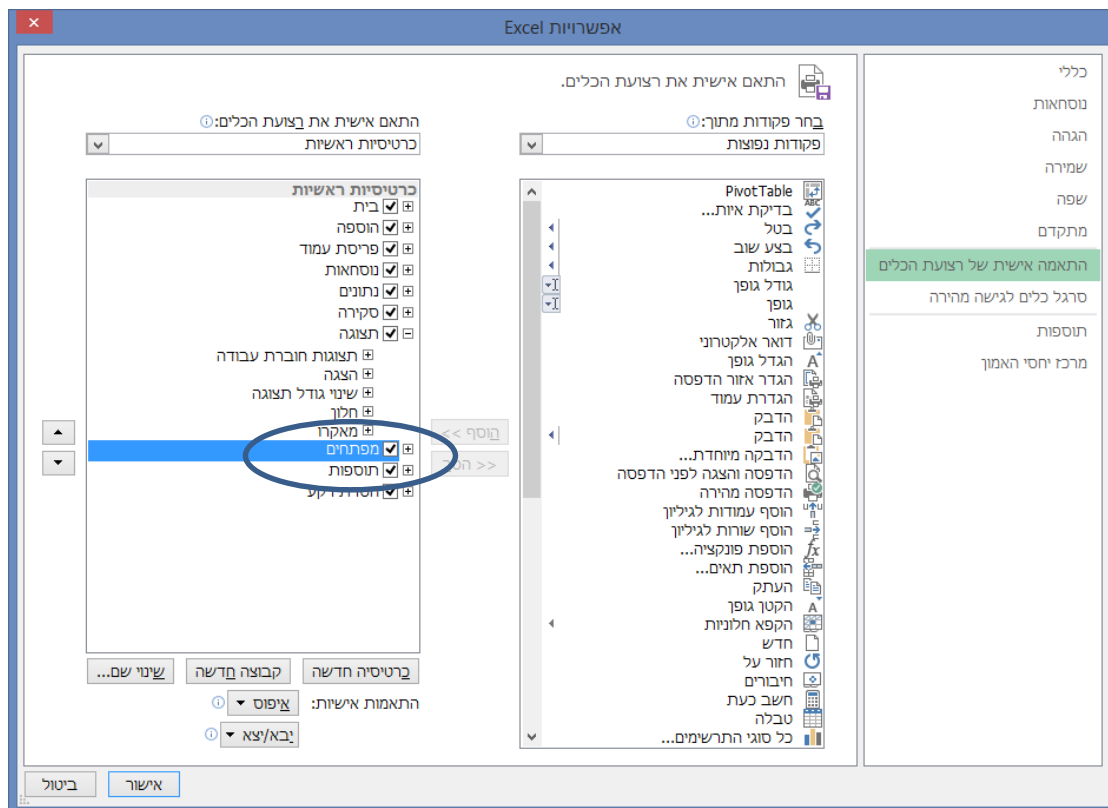 אפשרויות Excel
כללי
נוסחאות
הגהה
שמירה
שפה
מתקדם
התאמה אישית של רצועת הכלים
סרגל כלים לגישה מהירה
תוספות
מרכז יחסי האמון
התאם אישית את רצועת הכלים.
בחר פקודות מתוך:
פקודות נפוצות
PivotTable
בדיקת איות...
בטל
בצע שוב
גבולות
גודל גופן
גופן
גזור
דואר אלקטרוני
הגדל גופן
הגדר אזור הדפסה
הגדרת עמוד
הדבק
הדבק
הדבקה מיוחדת...
הדפסה והצגה לפני הדפסה
הדפסה מהירה
הוסף עמודות לגיליון
הוסף שורות לגיליון
הוספת פונקציה...
הוספת תאים...
העתק
הקטן גופן
הקפא חלוניות
חדש
חזור על
חיבורים
חשב כעת
טבלה
כל סוגי התרשימים...
הוסף >>
<<
התאם אישית את רצועת הכלים:
כרטיסיות ראשיות
כרטיסיות ראשיות
בית
הוספה
פריסת עמוד
נוסחאות
נתונים
סקירה
תצוגה
תצוגות חוברת עבודה
הצגה
שינוי גודל תצוגה
חלון
מאקרו
מפתחים
תוספות
הסרת רקע
כרטיסיה חדשה
קבוצה חדשה
שינוי שם...
התאמות אישיות:
איפוס
יבא/יצא
אישור
ביטול